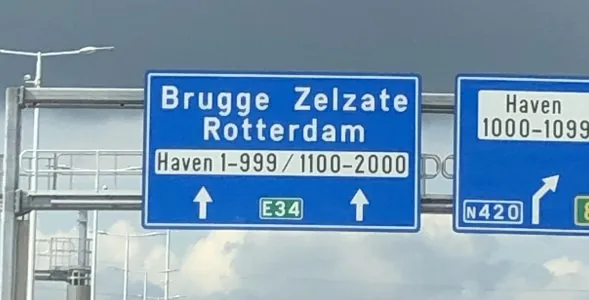 Brugge Zelzate
Rotterdam
Haven 1-999 / 1100-2000
E34
Haven
1000-1099
N420